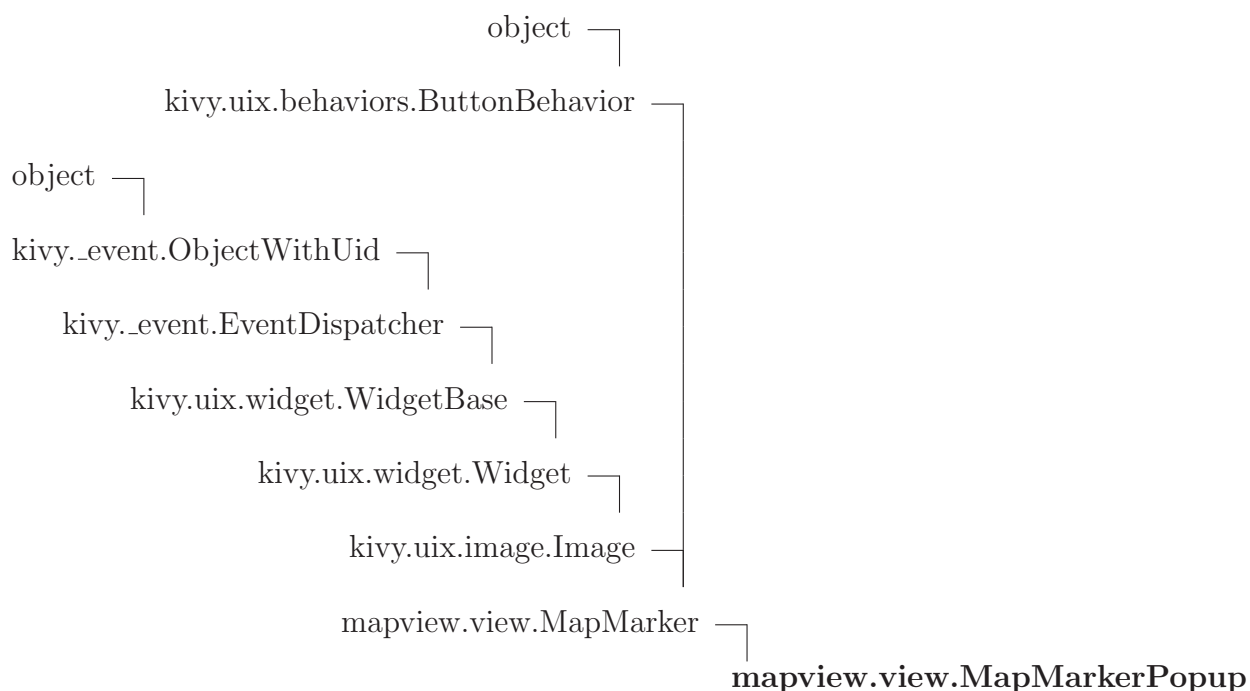 object
kivy.uix.behaviors.ButtonBehavior
object
kivy._event.ObjectWithUid
kivy._event.EventDispatcher
kivy.uix.widget.WidgetBase
kivy.uix.widget.Widget
kivy.uix.image.Image
mapview.view.MapMarker
mapview.view.MapMarkerPopup